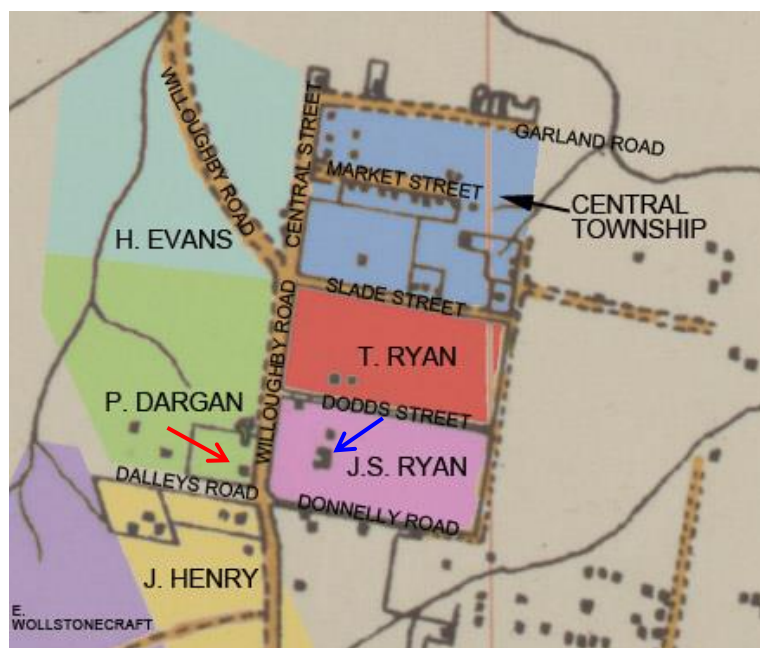 WILLOUGHBY ROAD
CENTRAL STREET
GARLAND ROAD
MARKET STREET
CENTRAL
TOWNSHIP
H. EVANS
SLADE STREET
WILLOUGHBY ROAD
T. RYAN
P. DARGAN
DODDS STREET
J.S. RYAN
DALLEYS ROAD
DONNELLY ROAD
J. HENRY
E.
WOLLSTONECRAFT